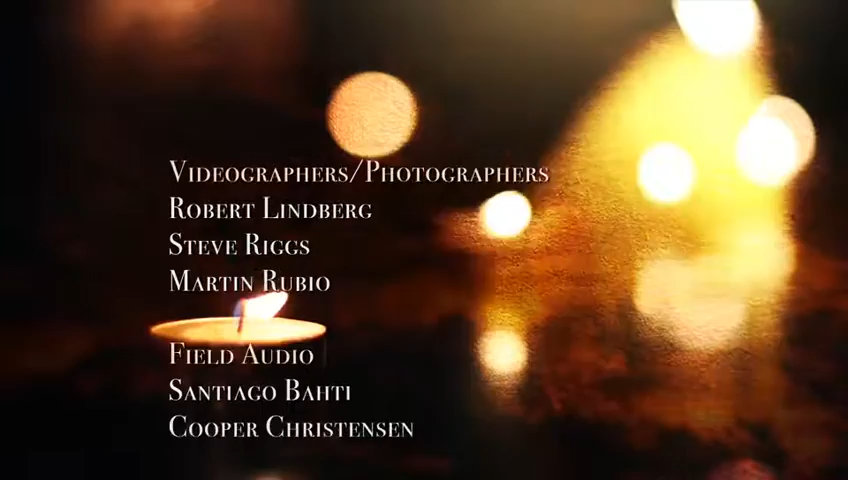 Videographers/Photographers
Robert Lindberg
Steve Riggs
Martin Rubio
Field Audio
Santiago Bahti
Cooper Christensen